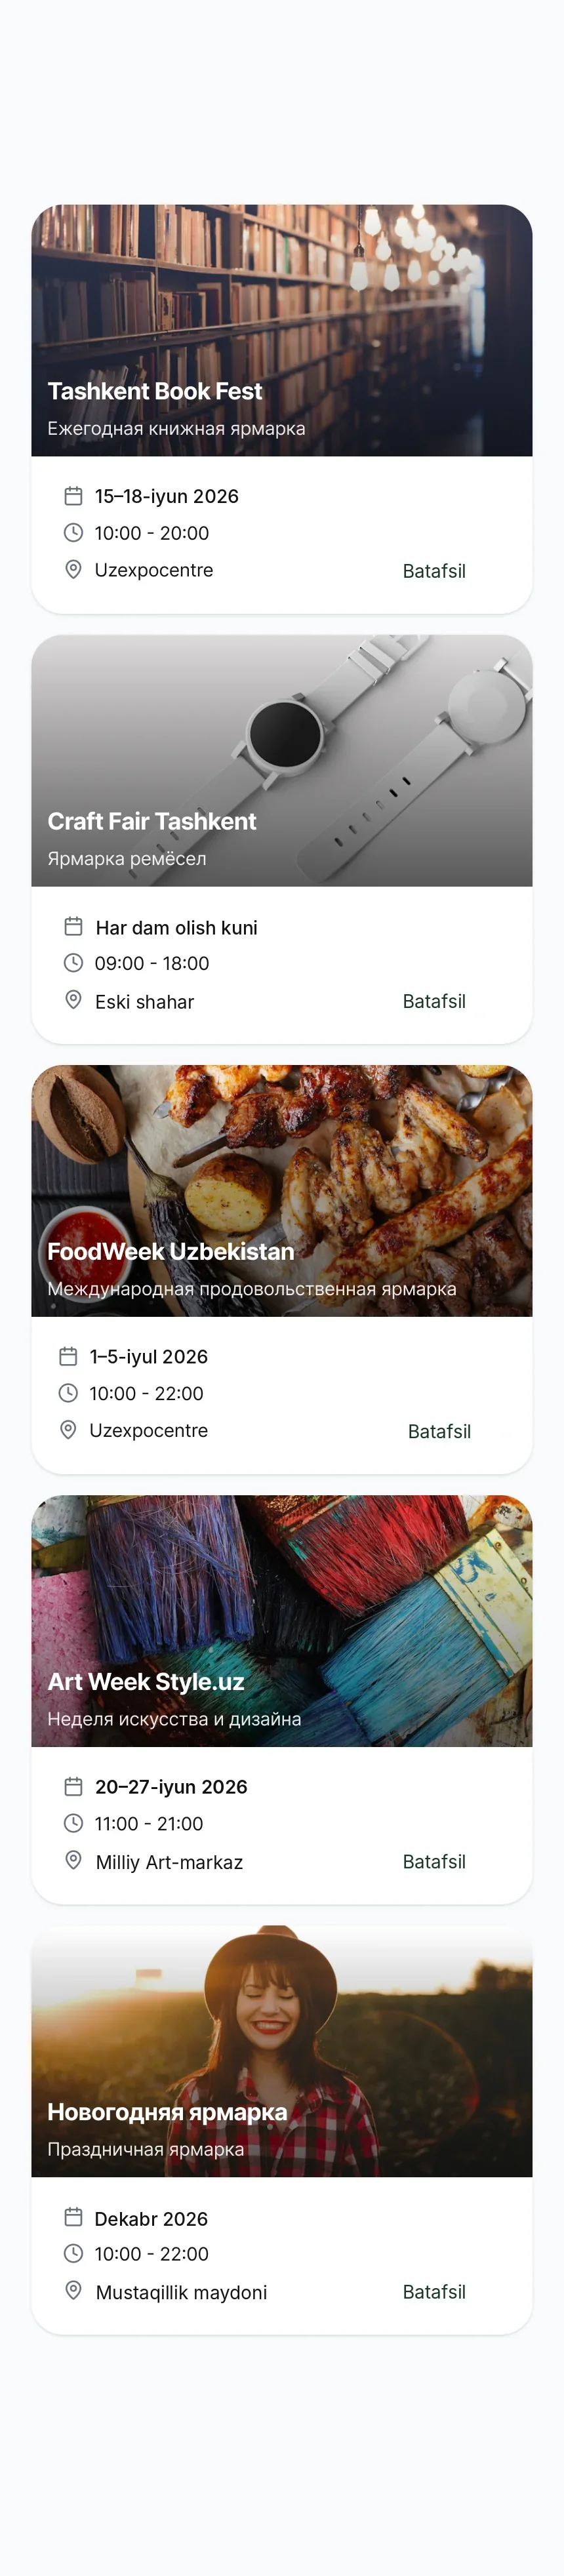 Tashkent Book Fest
Ежегодная книжная ярмарка
15–18-iyun 2026
10:00 - 20:00
Uzexpocentre
Batafsil
Craft Fair Tashkent
Ярмарка ремёсел
Har dam olish kuni
09:00 - 18:00
Eski shahar
Batafsil
FoodWeek Uzbekistan
Международная продовольственная ярмарка
1–5-iyul 2026
10:00 - 22:00
Uzexpocentre
Batafsil
Art Week Style.uz
Неделя искусства и дизайна
20–27-iyun 2026
11:00 - 21:00
Milliy Art-markaz
Batafsil
Новогодняя ярмарка
Праздничная ярмарка
Dekabr 2026
10:00 - 22:00
Mustaqillik maydoni
Batafsil